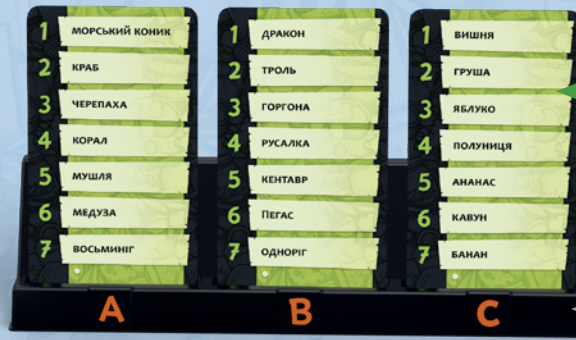 1 МОРСЬКИЙ КОНИК
2 КРАБ
3 ЧЕРЕПАХА
4 КОРАЛ
5 МУШЛЯ
6 МЕДУЗА
7 ВОСЬМИНІГ
A
1 ДРАКОН
2 ТРОЛЬ
3 ГОРГОНА
4 РУСАЛКА
5 КЕНТАВР
6 ПЕГАС
7 ОДНОРІГ
B
1 ВИШНЯ
2 ГРУША
3 ЯБЛУКО
4 ПОЛУНИЦЯ
5 АНАНАС
6 КАВУН
7 БАНАН
C